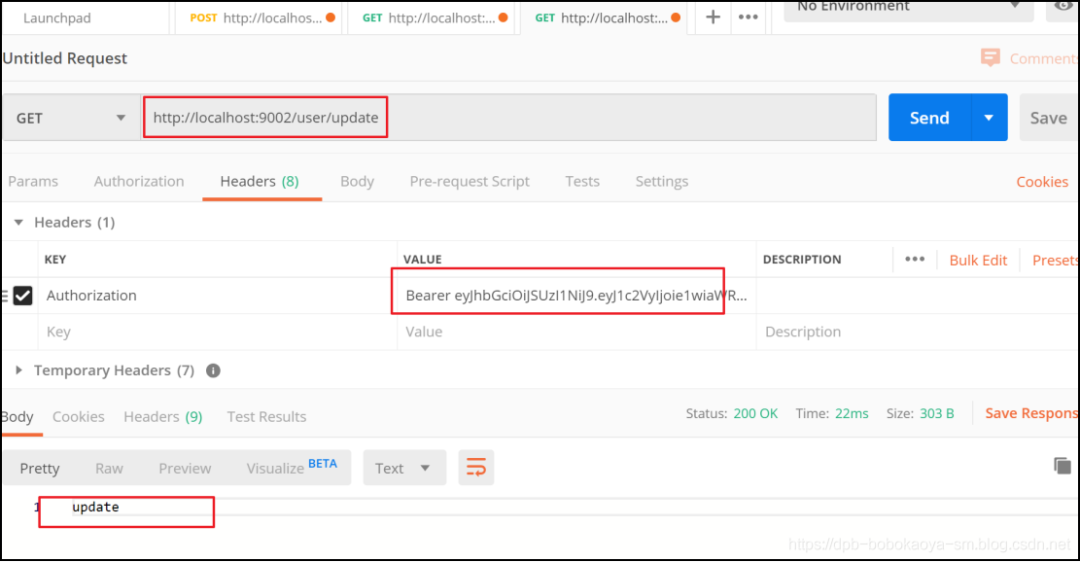 Launchpad POST http://localhos... GET http://localhost:... GET http://localhost:... + ••• No Environment
Untitled Request Comments
GET http://localhost:9002/user/update Send Save
Params Authorization Headers (8) Body Pre-request Script Tests Settings Cookies
Headers (1)
KEY VALUE DESCRIPTION ••• Bulk Edit Presets
Authorization Bearer eyJhbGciOiJSUzI1NiJ9.eyJ1c2VyIjoie1wiaWR...
Key Value Description
Temporary Headers (7) i
Body Cookies Headers (9) Test Results Status: 200 OK Time: 22ms Size: 303 B Save Respons
Pretty Raw Preview Visualize BETA Text
1 update
https://dpb-bobokaoya-sm.blog.csdn.net